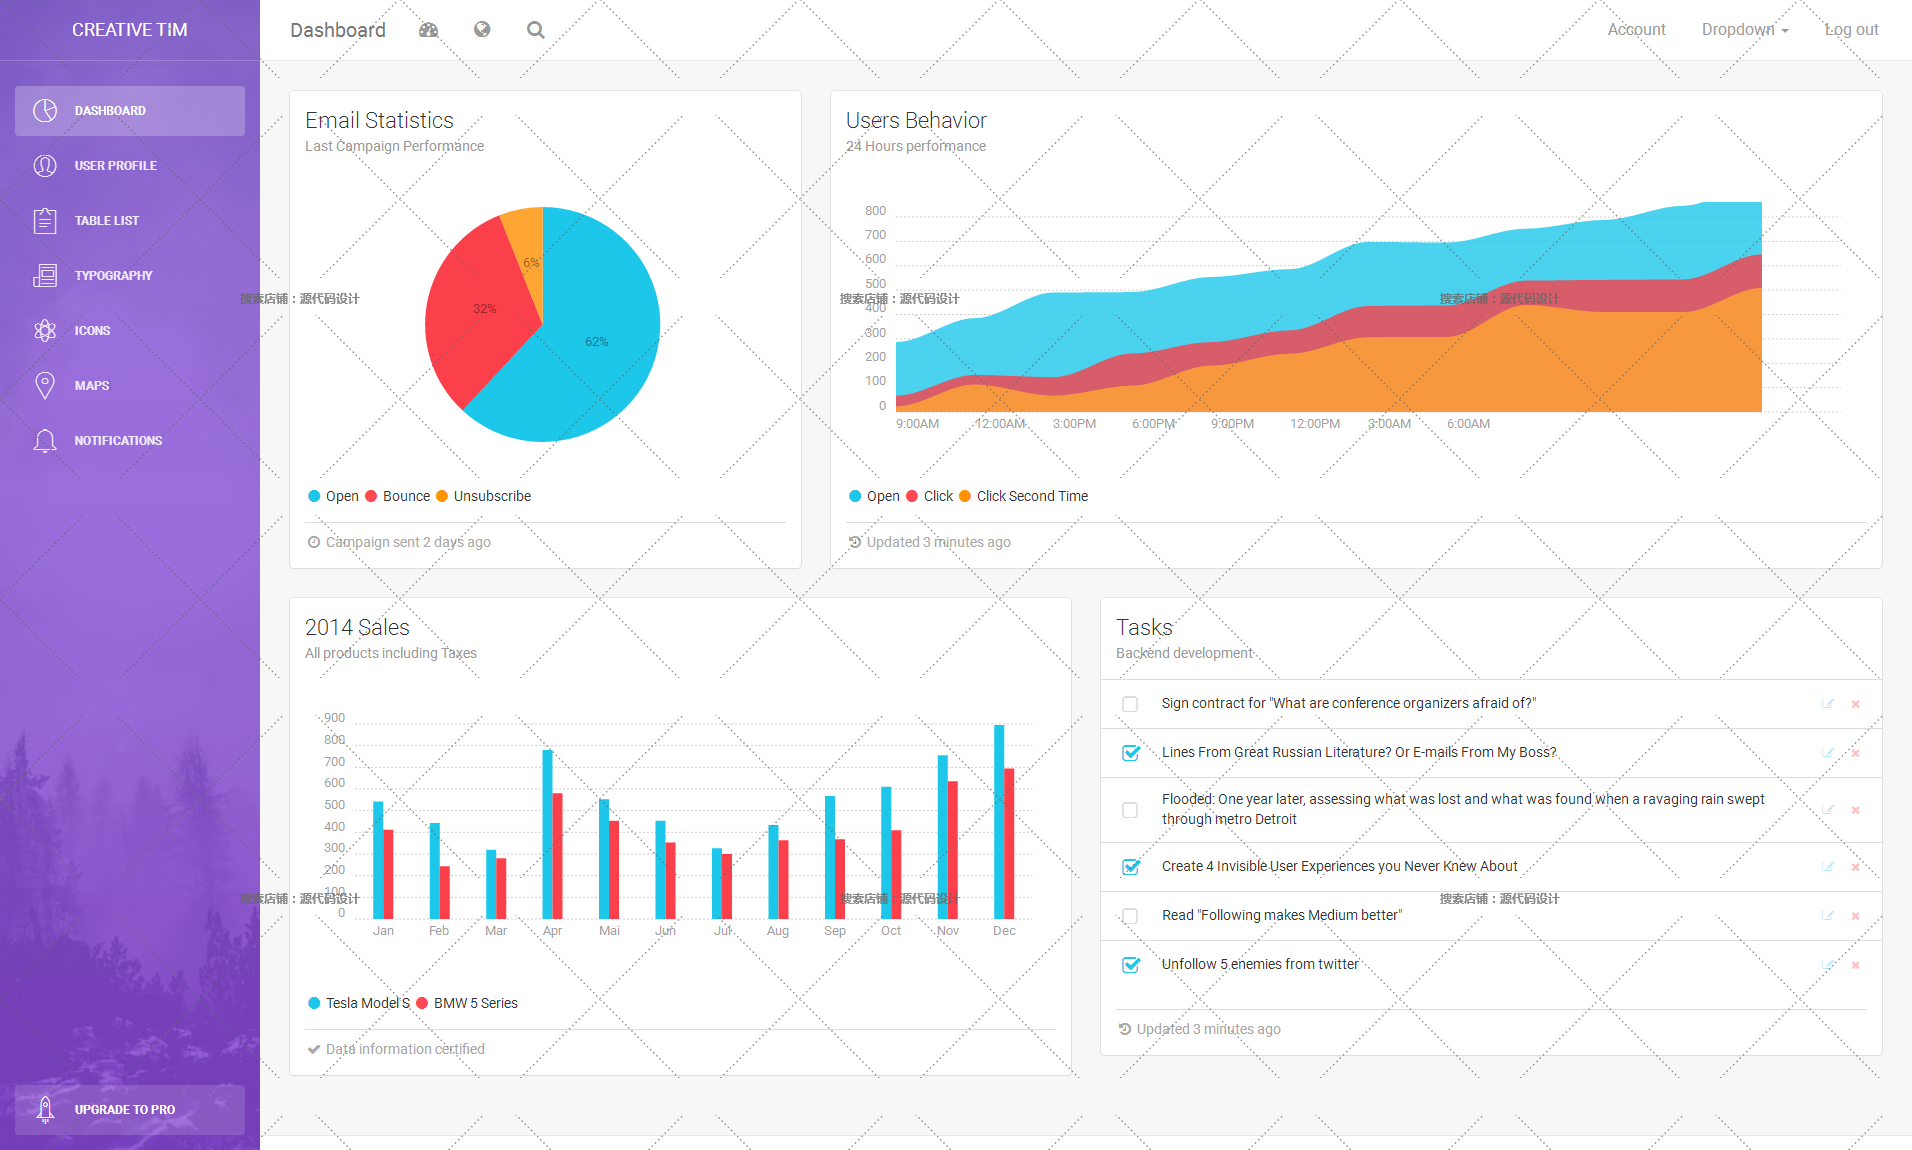 CREATIVE TIM
DASHBOARD
USER PROFILE
TABLE LIST
TYPOGRAPHY
ICONS
MAPS
NOTIFICATIONS
UPGRADE TO PRO
Dashboard
Account
Dropdown
Log out
Email Statistics
Last Campaign Performance
6%
32%
62%
Open Bounce Unsubscribe
Campaign sent 2 days ago
Users Behavior
24 Hours performance
800
700
600
500
400
300
200
100
0
9:00AM 12:00AM 3:00PM 6:00PM 9:00PM 12:00PM 3:00AM 6:00AM
Open Click Click Second Time
Updated 3 minutes ago
搜索店铺：源代码设计
搜索店铺：源代码设计
搜索店铺：源代码设计
2014 Sales
All products including Taxes
900
800
700
600
500
400
300
200
100
0
Jan Feb Mar Apr Mai Jun Jul Aug Sep Oct Nov Dec
Tesla Model S BMW 5 Series
Data information certified
Tasks
Backend development
Sign contract for "What are conference organizers afraid of?"
Lines From Great Russian Literature? Or E-mails From My Boss?
Flooded: One year later, assessing what was lost and what was found when a ravaging rain swept
through metro Detroit
Create 4 Invisible User Experiences you Never Knew About
Read "Following makes Medium better"
Unfollow 5 enemies from twitter
Updated 3 minutes ago
搜索店铺：源代码设计
搜索店铺：源代码设计
搜索店铺：源代码设计